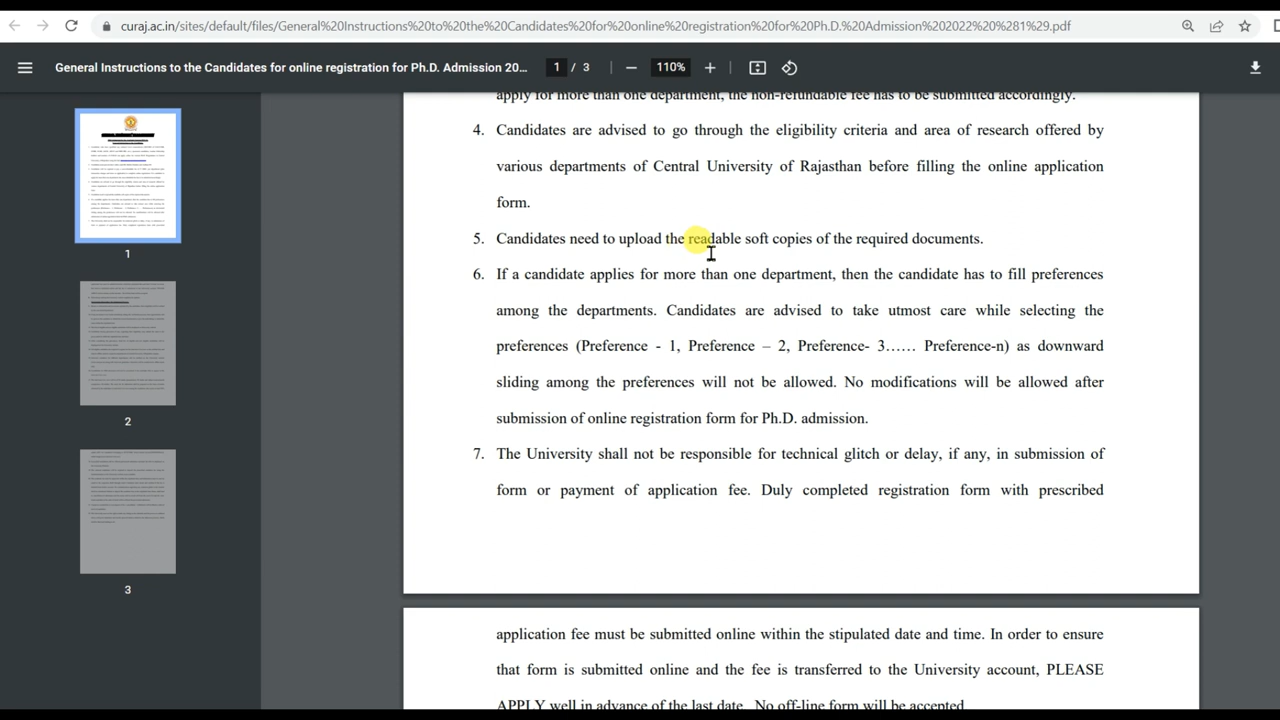 curaj.ac.in/sites/default/files/General%20Instructions%20to%20the%20Candidates%20for%20online%20registration%20for%20Ph.D.%20Admission%202022%20%281%29.pdf
General Instructions to the Candidates for online registration for Ph.D. Admission 20...
1 / 3
110%
1
2
3
apply for more than one department, the non-refundable fee has to be submitted accordingly.
4. Candidates are advised to go through the eligibility criteria and area of research offered by
various departments of Central University of Rajasthan before filling the online application
form.
5. Candidates need to upload the readable soft copies of the required documents.
6. If a candidate applies for more than one department, then the candidate has to fill preferences
among the departments. Candidates are advised to take utmost care while selecting the
preferences (Preference - 1, Preference – 2, Preference- 3…… Preference-n) as downward
sliding among the preferences will not be allowed. No modifications will be allowed after
submission of online registration form for Ph.D. admission.
7. The University shall not be responsible for technical glitch or delay, if any, in submission of
form or payment of application fee. Duly completed registration form with prescribed
application fee must be submitted online within the stipulated date and time. In order to ensure
that form is submitted online and the fee is transferred to the University account, PLEASE
APPLY well in advance of the last date. No off-line form will be accepted